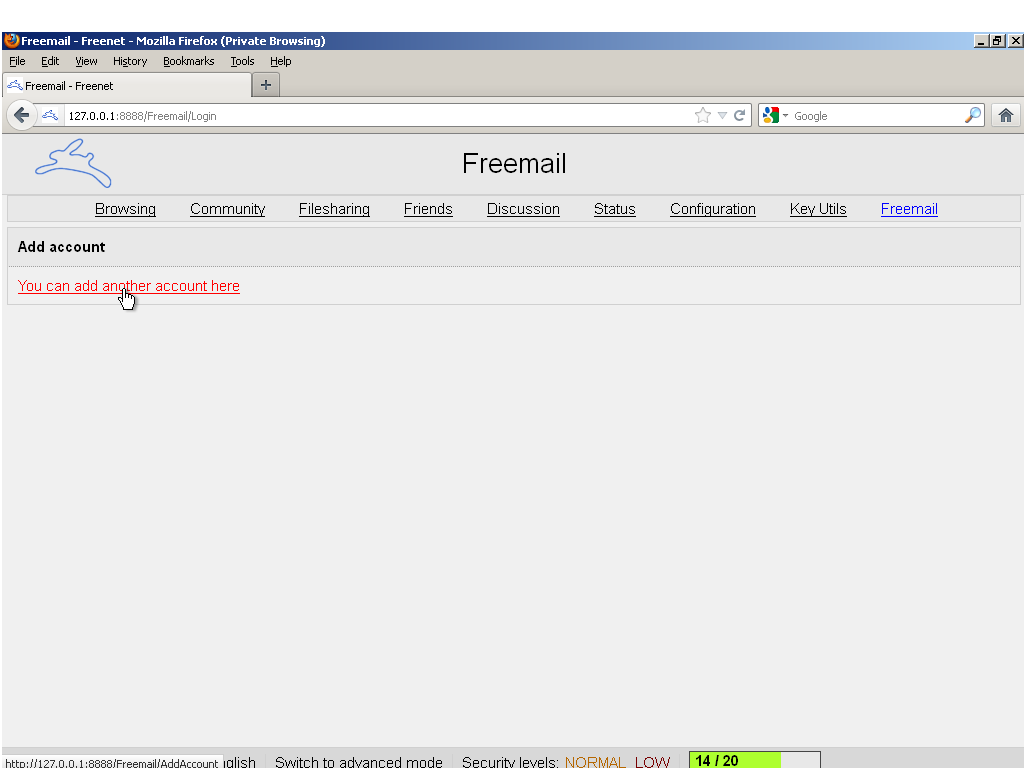 Freemail - Freenet - Mozilla Firefox (Private Browsing)
File Edit View History Bookmarks Tools Help
Freemail - Freenet
127.0.0.1:8888/Freemail/Login
Google
Freemail
Browsing Community Filesharing Friends Discussion Status Configuration Key Utils Freemail
Add account
You can add another account here
http://127.0.0.1:8888/Freemail/AddAccount glish Switch to advanced mode Security levels: NORMAL LOW 14 / 20